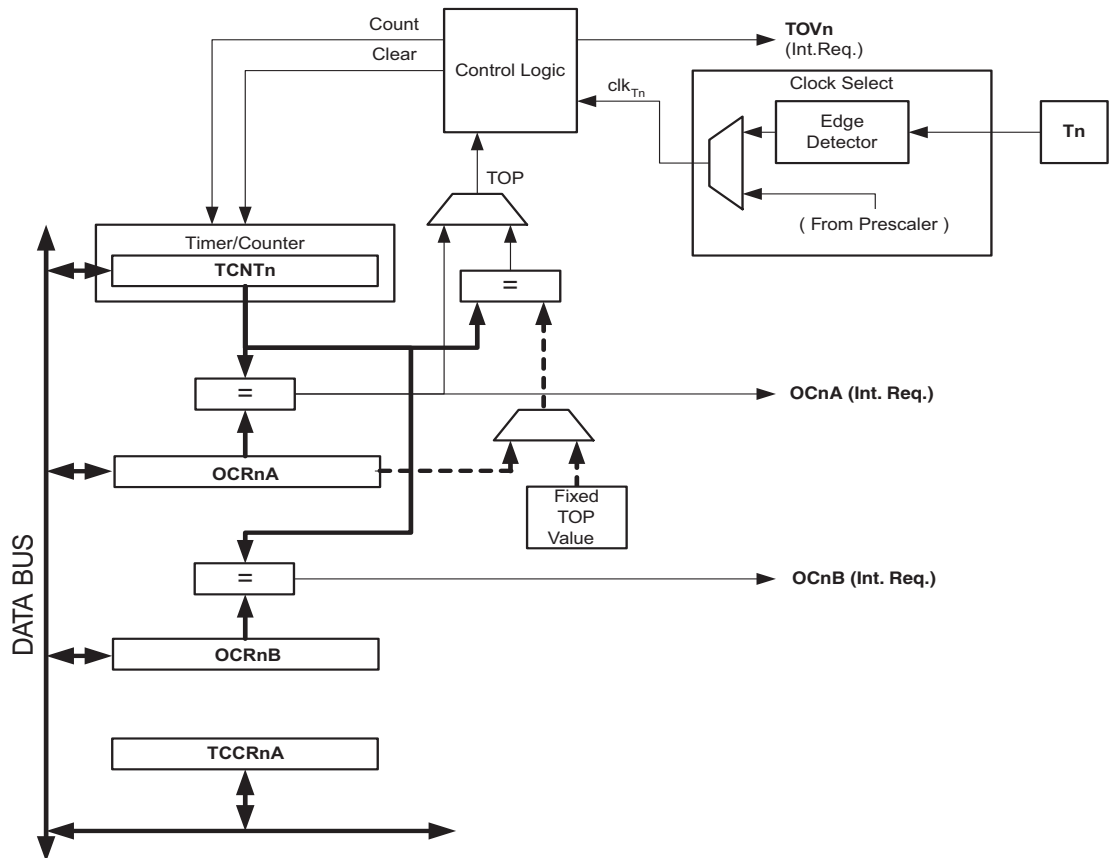 Count
TOVn
(Int.Req.)
Clear
Control Logic
clkTn
Clock Select
Edge
Detector
Tn
TOP
( From Prescaler )
Timer/Counter
TCNTn
=
=
OCnA (Int. Req.)
OCRnA
Fixed
TOP
Value
=
OCnB (Int. Req.)
DATA BUS
OCRnB
TCCRnA